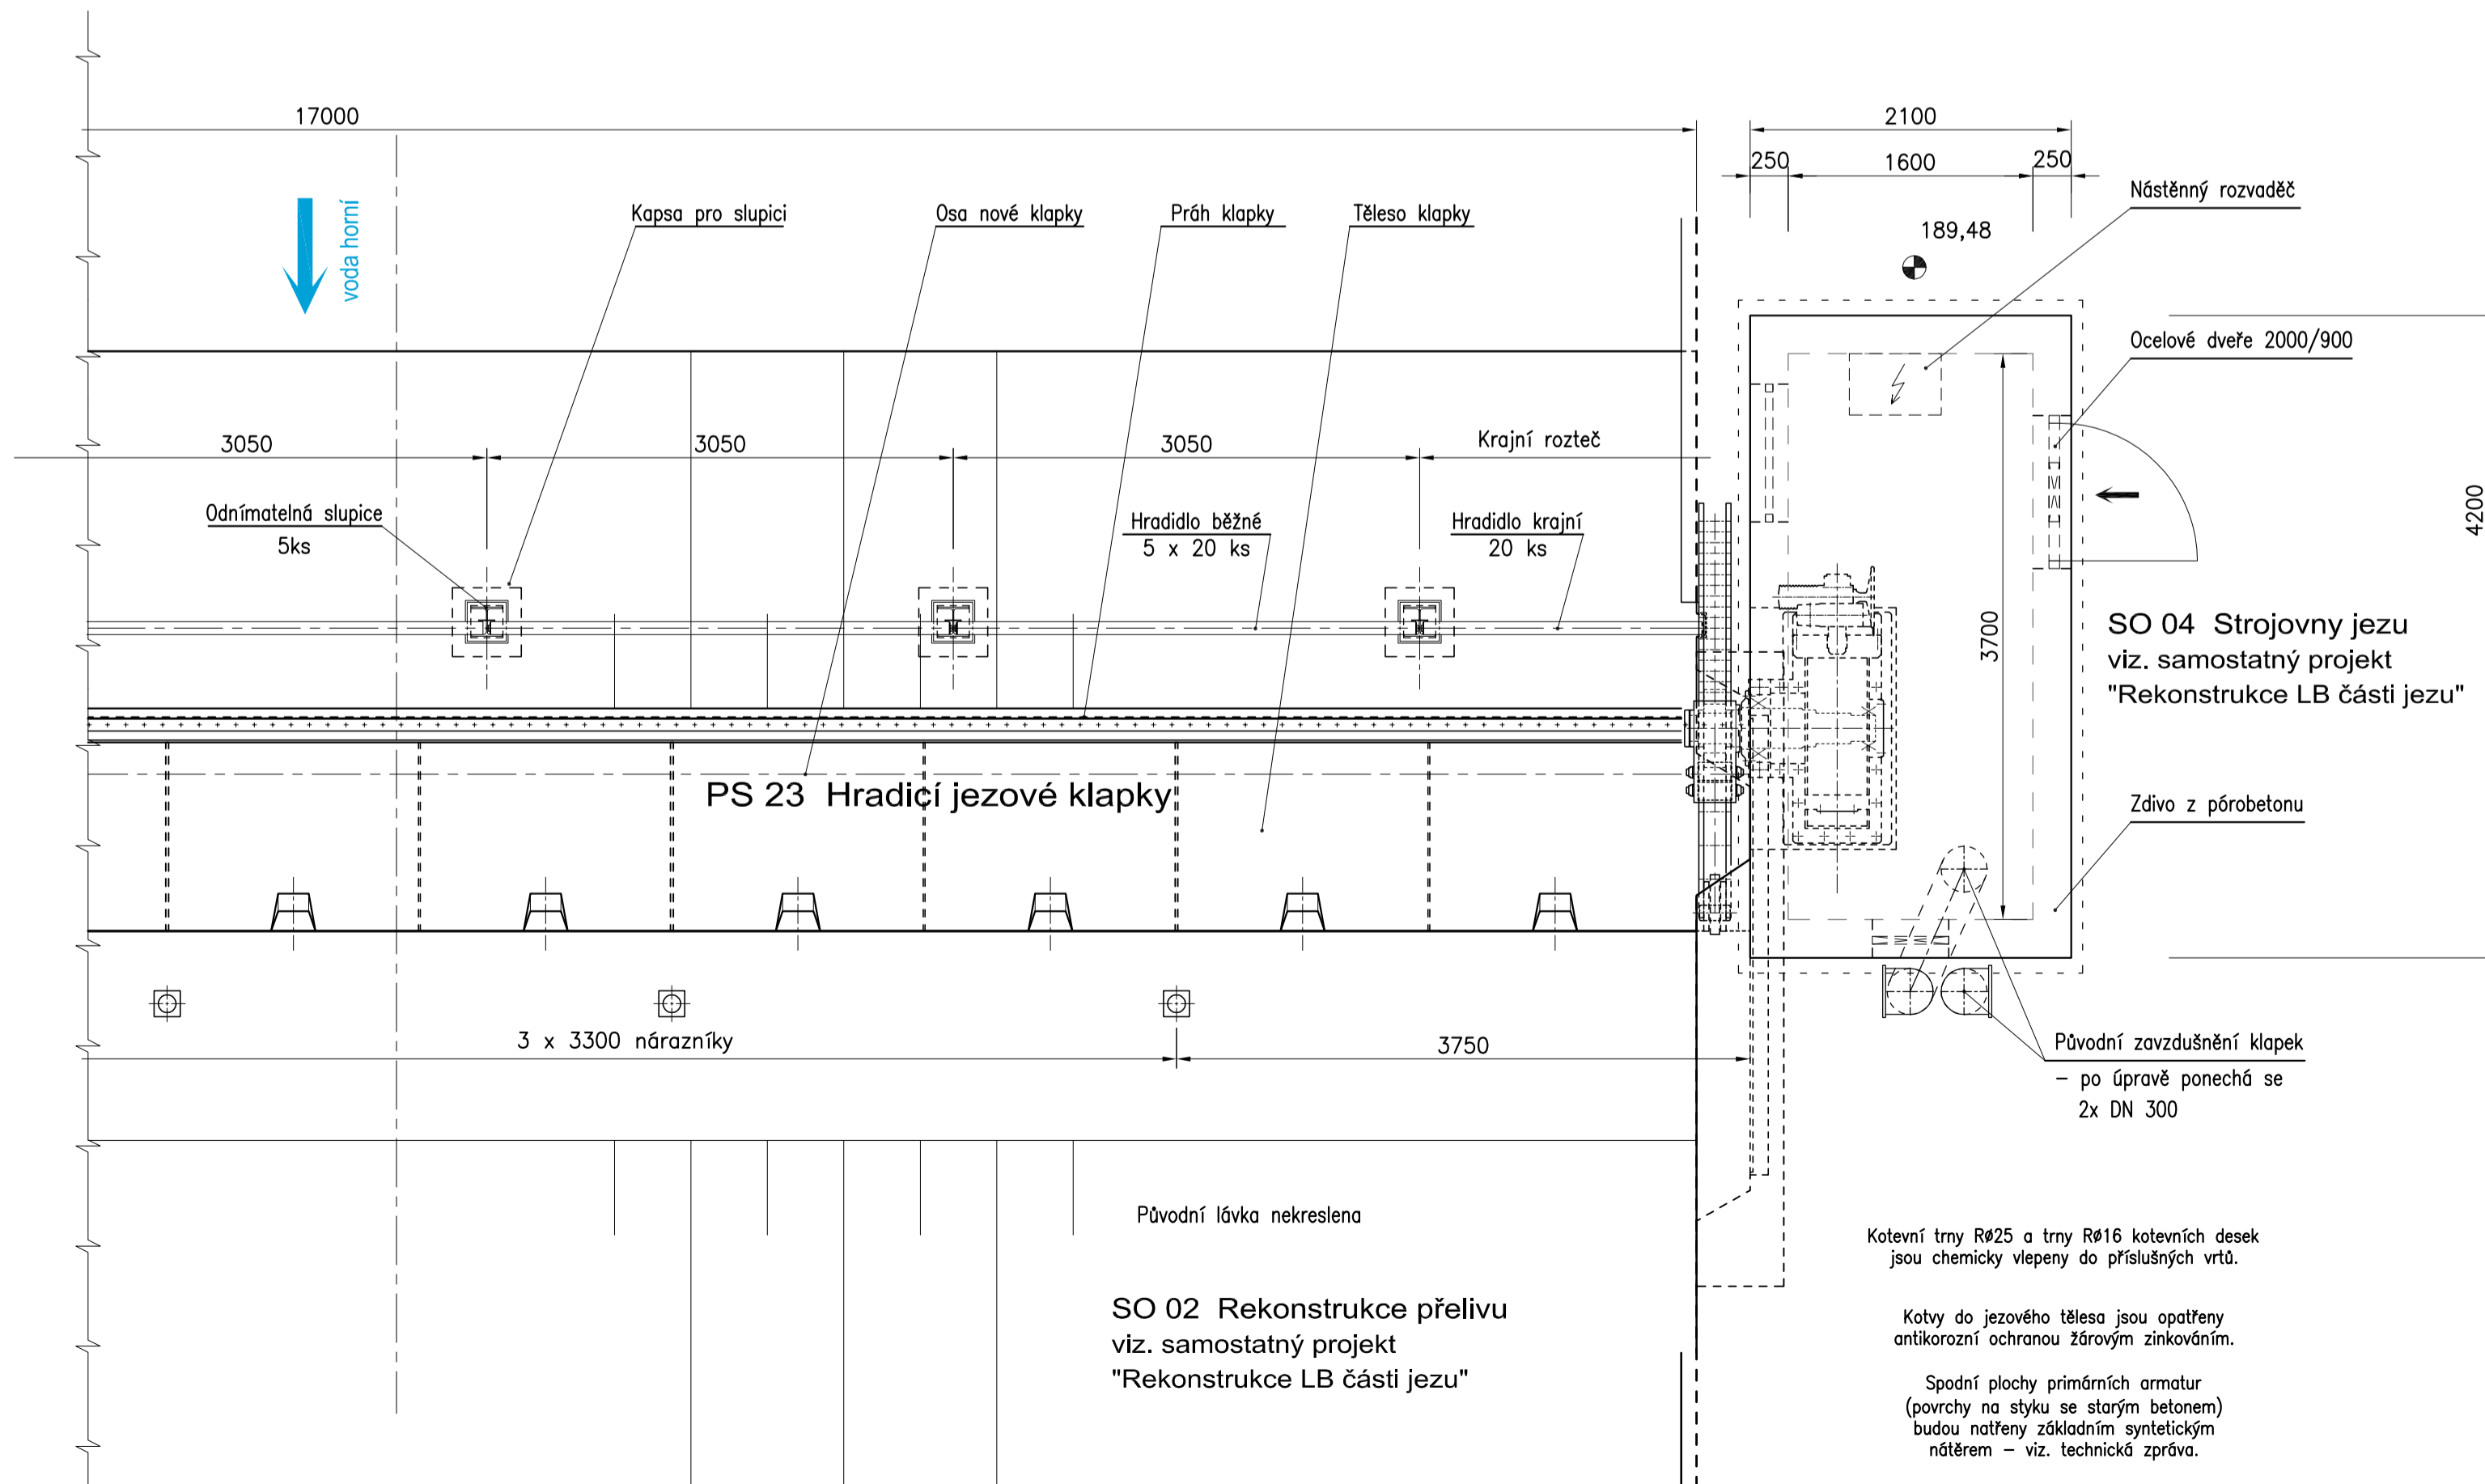 17000
2100
250
1600
250
Nástěnný rozvaděč
voda horní
Kapsa pro slupici
Osa nové klapky
Práh klapky
Těleso klapky
189,48
Ocelové dveře 2000/900
3050
3050
3050
Krajní rozteč
Odnímatelná slupice
5ks
Hradidlo běžné
5 x 20 ks
Hradidlo krajní
20 ks
4200
3700
SO 04 Strojovny jezu
viz. samostatný projekt
"Rekonstrukce LB části jezu"
PS 23 Hradicí jezové klapky
Zdivo z pórobetonu
3 x 3300 nárazníky
3750
Původní zavzdušnění klapek
– po úpravě ponechá se
2x DN 300
Původní lávka nekreslena
SO 02 Rekonstrukce přelivu
viz. samostatný projekt
"Rekonstrukce LB části jezu"
Kotevní trny Rø25 a trny Rø16 kotevních desek
jsou chemicky vlepeny do příslušných vrtů.
Kotvy do jezového tělesa jsou opatřeny
antikorozní ochranou žárovým zinkováním.
Spodní plochy primárních armatur
(povrchy na styku se starým betonem)
budou natřeny základním syntetickým
nátěrem – viz. technická zpráva.